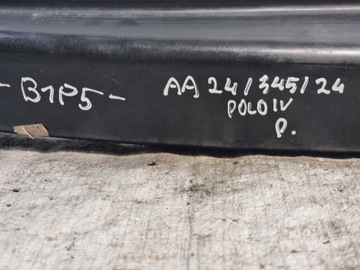 - B1P5 -
AA 24/345/24
POLO IV
P.